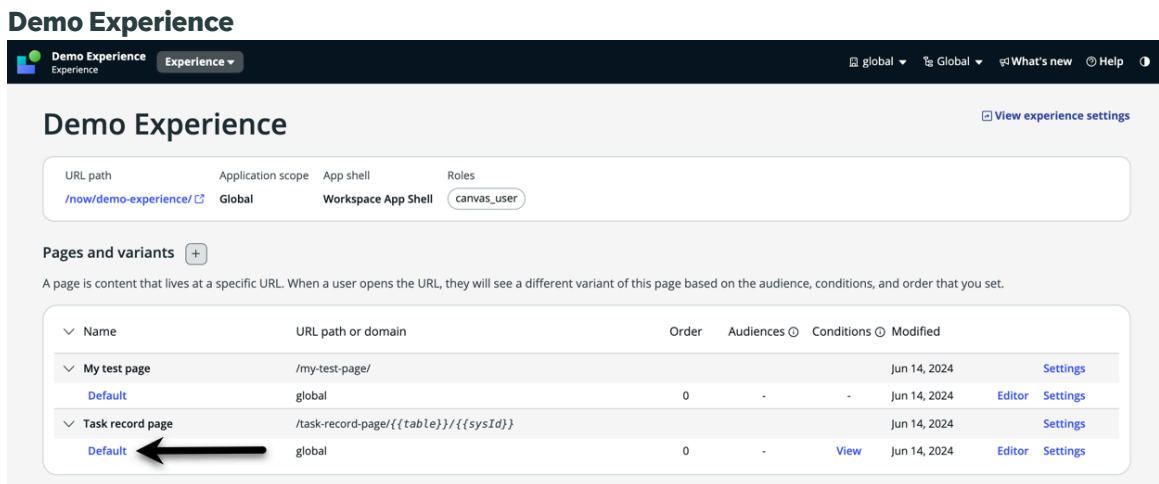 Demo Experience
Demo Experience
Experience
Experience
global
Global
What's new
Help
Demo Experience
View experience settings
URL path Application scope App shell Roles
/now/demo-experience/ Global Workspace App Shell canvas_user
Pages and variants +
A page is content that lives at a specific URL. When a user opens the URL, they will see a different variant of this page based on the audience, conditions, and order that you set.
Name URL path or domain Order Audiences Conditions Modified
My test page /my-test-page/ Jun 14, 2024 Settings
Default global 0 - - Jun 14, 2024 Editor Settings
Task record page /task-record-page/{{table}}/{{sysId}} Jun 14, 2024 Settings
Default global 0 - View Jun 14, 2024 Editor Settings